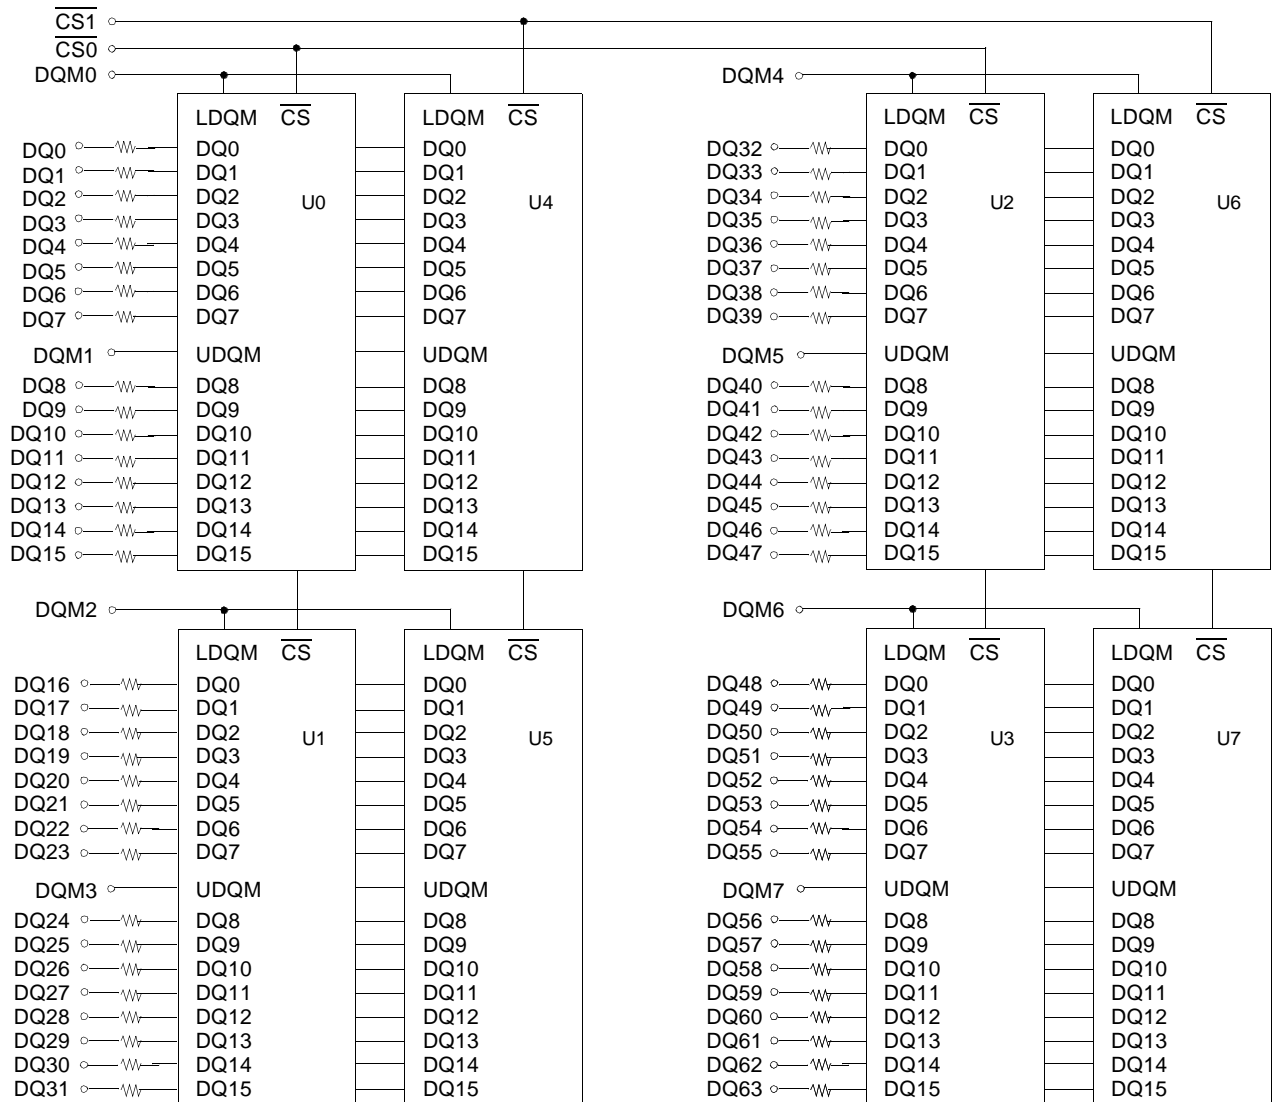 CS1
CS0
DQM0 DQM4
LDQM CS LDQM CS LDQM CS LDQM CS
DQ0 DQ0 DQ0 DQ32 DQ0 DQ0
DQ1 DQ1 DQ1 DQ33 DQ1 DQ1
DQ2 DQ2 U0 DQ2 U4 DQ34 DQ2 U2 DQ2 U6
DQ3 DQ3 DQ3 DQ35 DQ3 DQ3
DQ4 DQ4 DQ4 DQ36 DQ4 DQ4
DQ5 DQ5 DQ5 DQ37 DQ5 DQ5
DQ6 DQ6 DQ6 DQ38 DQ6 DQ6
DQ7 DQ7 DQ7 DQ39 DQ7 DQ7
DQM1 UDQM UDQM DQM5 UDQM UDQM
DQ8 DQ8 DQ8 DQ40 DQ8 DQ8
DQ9 DQ9 DQ9 DQ41 DQ9 DQ9
DQ10 DQ10 DQ10 DQ42 DQ10 DQ10
DQ11 DQ11 DQ11 DQ43 DQ11 DQ11
DQ12 DQ12 DQ12 DQ44 DQ12 DQ12
DQ13 DQ13 DQ13 DQ45 DQ13 DQ13
DQ14 DQ14 DQ14 DQ46 DQ14 DQ14
DQ15 DQ15 DQ15 DQ47 DQ15 DQ15
DQM2 DQM6
LDQM CS LDQM CS LDQM CS LDQM CS
DQ16 DQ0 DQ0 DQ48 DQ0 DQ0
DQ17 DQ1 DQ1 DQ49 DQ1 DQ1
DQ18 DQ2 U1 DQ2 U5 DQ50 DQ2 U3 DQ2 U7
DQ19 DQ3 DQ3 DQ51 DQ3 DQ3
DQ20 DQ4 DQ4 DQ52 DQ4 DQ4
DQ21 DQ5 DQ5 DQ53 DQ5 DQ5
DQ22 DQ6 DQ6 DQ54 DQ6 DQ6
DQ23 DQ7 DQ7 DQ55 DQ7 DQ7
DQM3 UDQM UDQM DQM7 UDQM UDQM
DQ24 DQ8 DQ8 DQ56 DQ8 DQ8
DQ25 DQ9 DQ9 DQ57 DQ9 DQ9
DQ26 DQ10 DQ10 DQ58 DQ10 DQ10
DQ27 DQ11 DQ11 DQ59 DQ11 DQ11
DQ28 DQ12 DQ12 DQ60 DQ12 DQ12
DQ29 DQ13 DQ13 DQ61 DQ13 DQ13
DQ30 DQ14 DQ14 DQ62 DQ14 DQ14
DQ31 DQ15 DQ15 DQ63 DQ15 DQ15